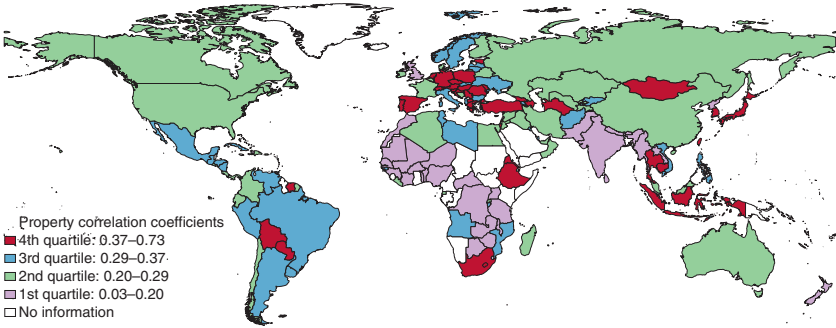 Property correlation coefficients
4th quartile: 0.37–0.73
3rd quartile: 0.29–0.37
2nd quartile: 0.20–0.29
1st quartile: 0.03–0.20
No information